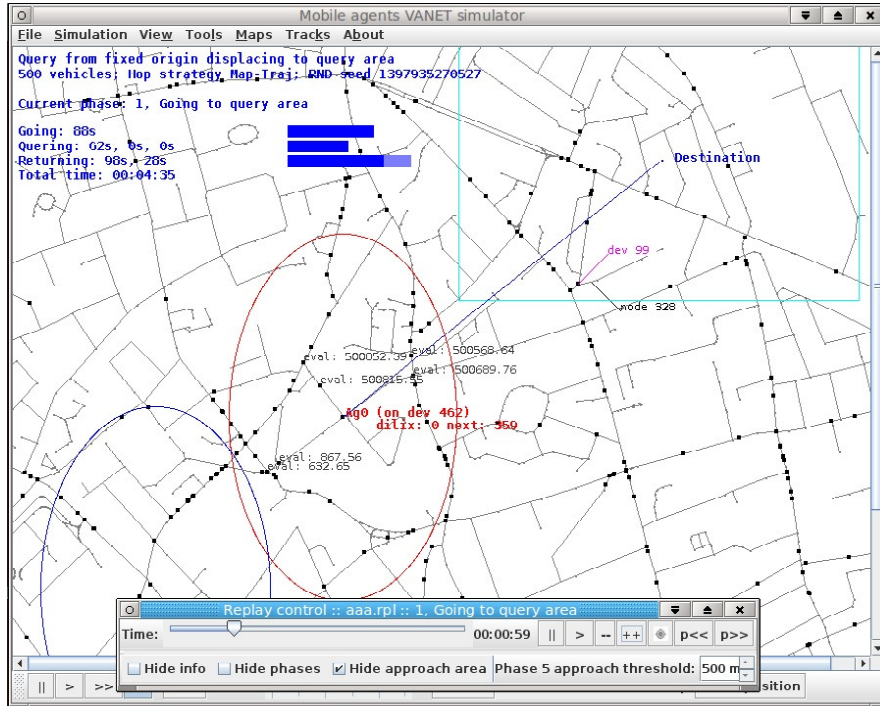 Mobile agents VANET simulator
File Simulation View Tools Maps Tracks About
Query from fixed origin displacing to query area
500 vehicles; Hop strategy Map-Traj; RND seed 1397935270527
Current phase: 1, Going to query area
Going: 88s
Quering: 62s, 0s, 0s
Returning: 98s, 28s
Total time: 00:04:35
Destination
dev 99
node 328
eval: 500052.39
eval: 500568.64
eval: 500689.76
eval: 500815.55
Ag0 (on dev 462)
dilix: 0 next: 359
eval: 867.56
eval: 632.65
Replay control :: aaa.rpl :: 1, Going to query area
Time: 00:00:59 || > -- ++ p<< p>>
Hide info Hide phases Hide approach area Phase 5 approach threshold: 500 m
|| > >> osition